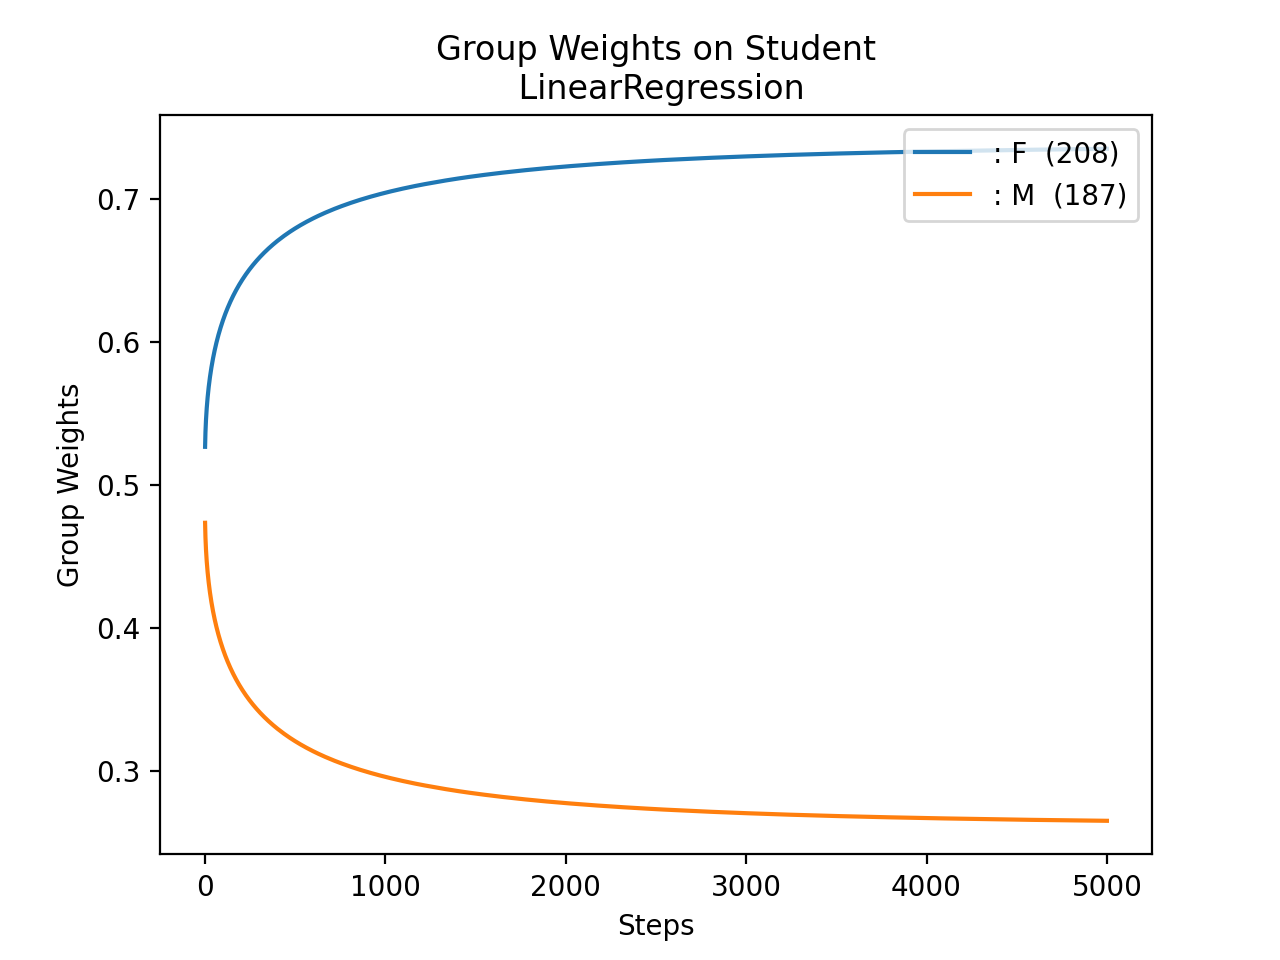 Group Weights on Student
LinearRegression
: F (208)
: M (187)
Group Weights
0.7
0.6
0.5
0.4
0.3
0
1000
2000
3000
4000
5000
Steps